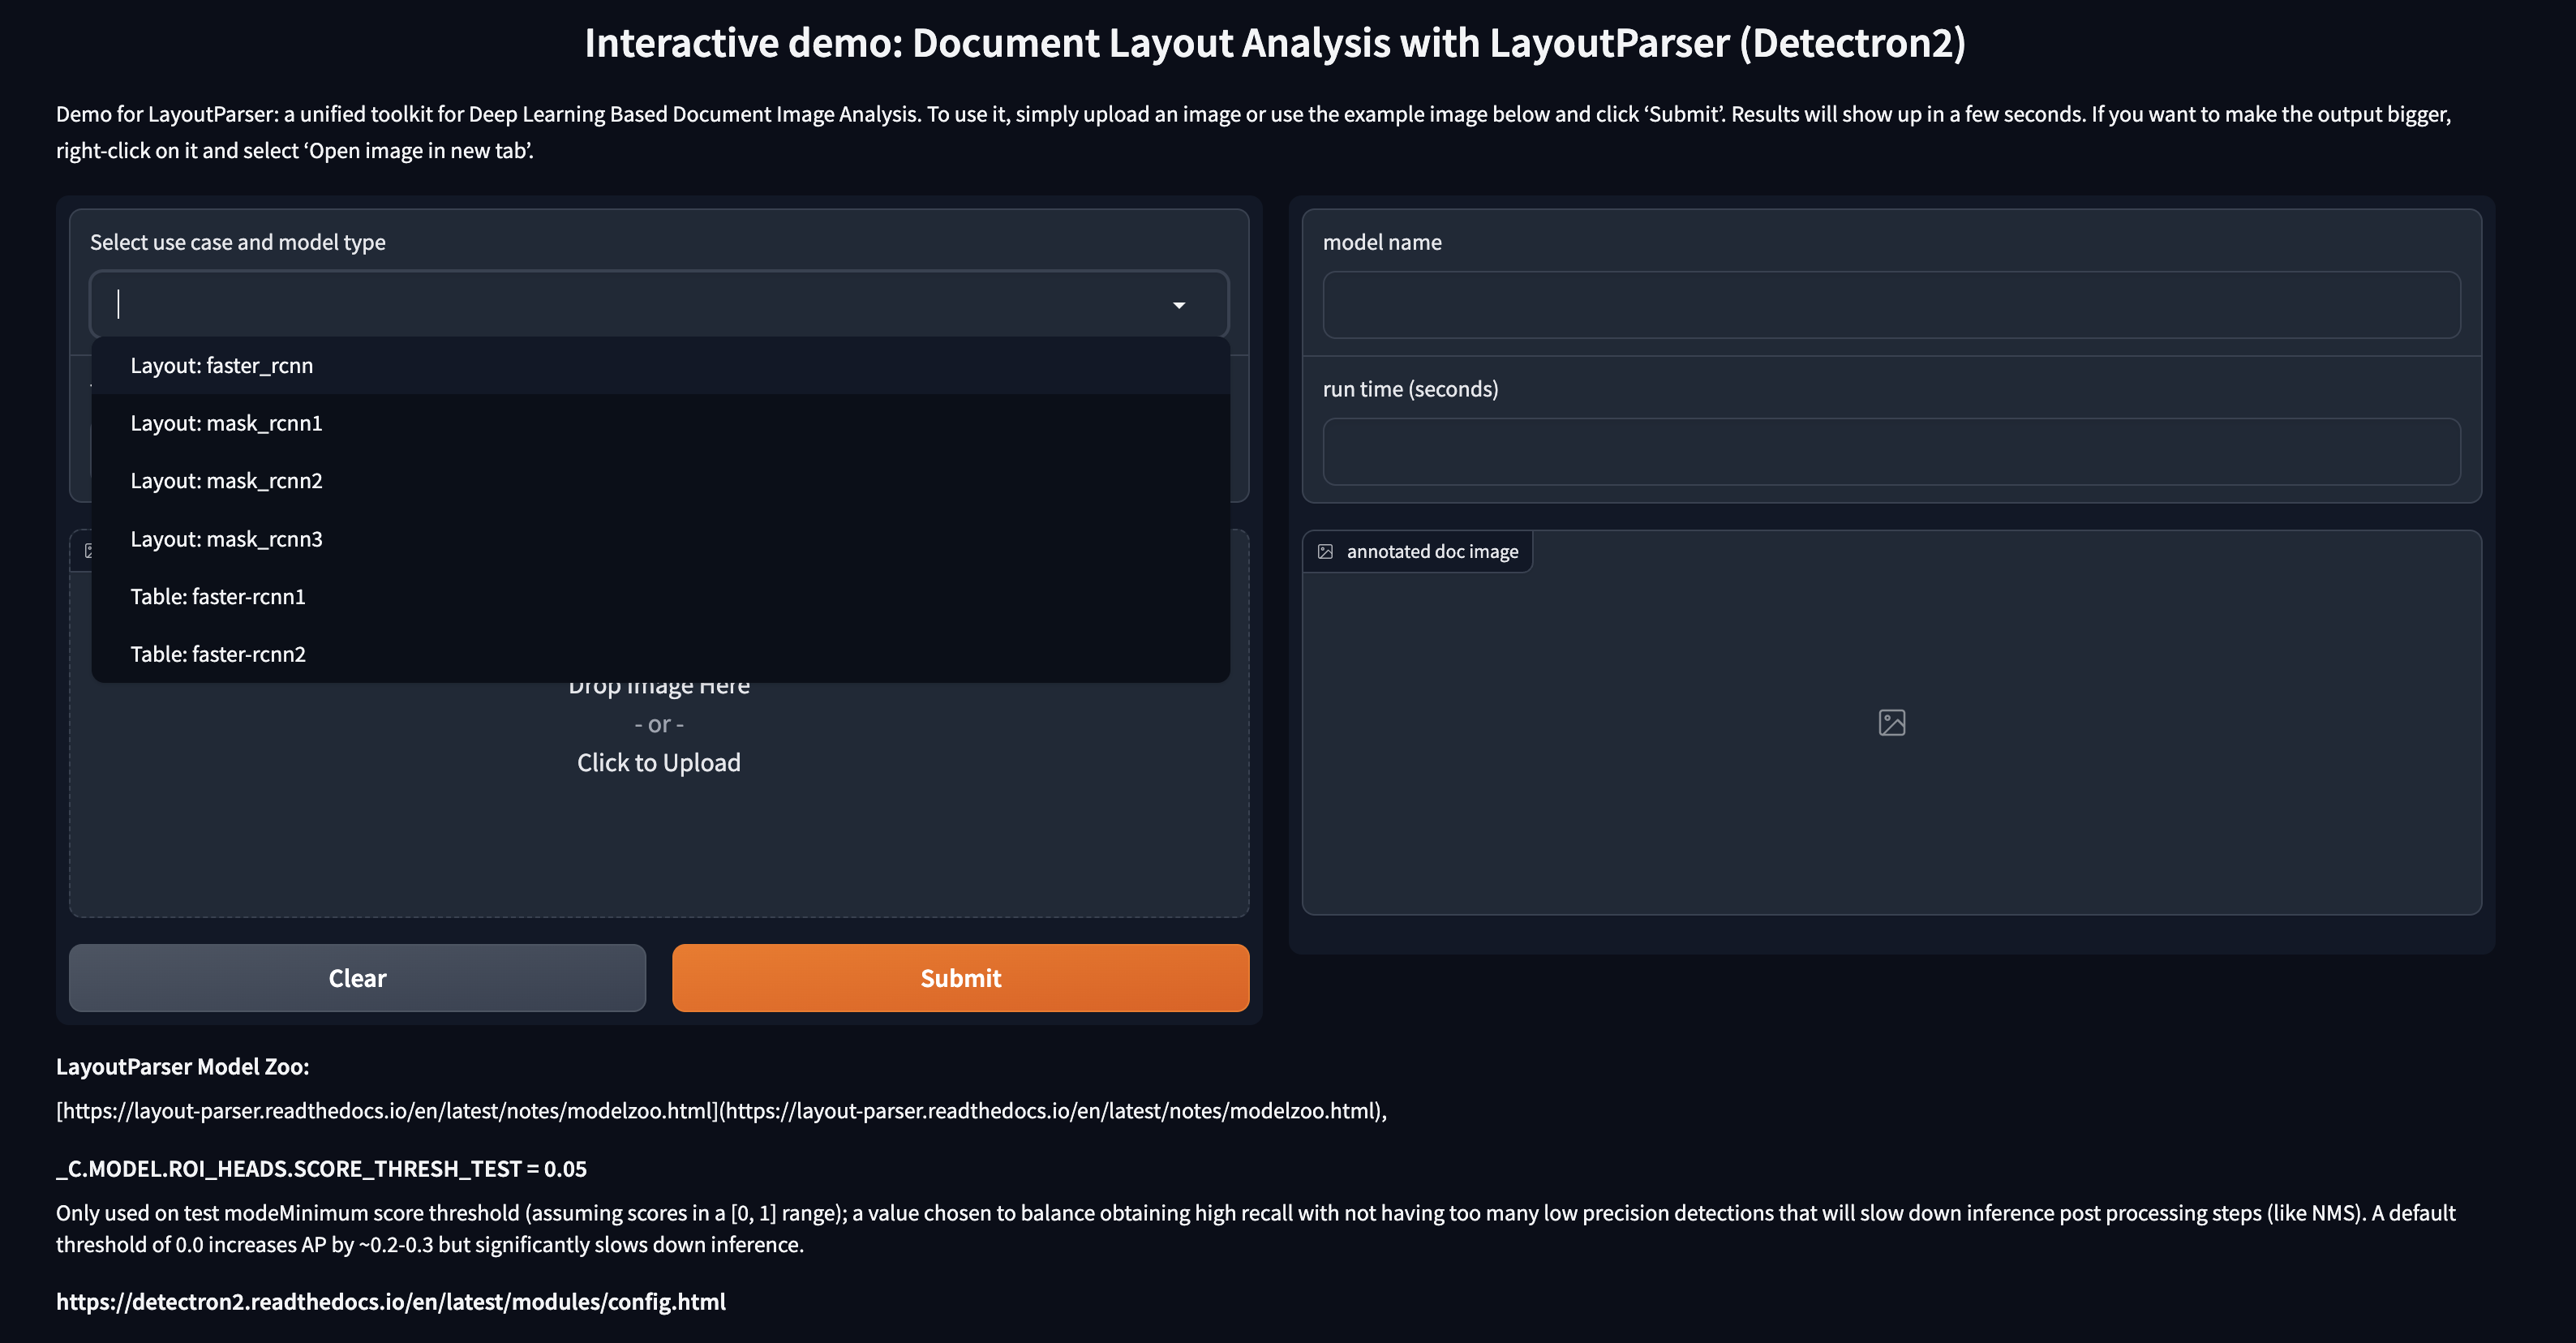 Interactive demo: Document Layout Analysis with LayoutParser (Detectron2)
Demo for LayoutParser: a unified toolkit for Deep Learning Based Document Image Analysis. To use it, simply upload an image or use the example image below and click ‘Submit’. Results will show up in a few seconds. If you want to make the output bigger,
right-click on it and select ‘Open image in new tab’.
Select use case and model type
Layout: faster_rcnn
Layout: mask_rcnn1
Layout: mask_rcnn2
Layout: mask_rcnn3
Table: faster-rcnn1
Table: faster-rcnn2
Drop Image Here
- or -
Click to Upload
Clear
Submit
model name
run time (seconds)
annotated doc image
LayoutParser Model Zoo:
[https://layout-parser.readthedocs.io/en/latest/notes/modelzoo.html](https://layout-parser.readthedocs.io/en/latest/notes/modelzoo.html),
_C.MODEL.ROI_HEADS.SCORE_THRESH_TEST = 0.05
Only used on test modeMinimum score threshold (assuming scores in a [0, 1] range); a value chosen to balance obtaining high recall with not having too many low precision detections that will slow down inference post processing steps (like NMS). A default
threshold of 0.0 increases AP by ~0.2-0.3 but significantly slows down inference.
https://detectron2.readthedocs.io/en/latest/modules/config.html